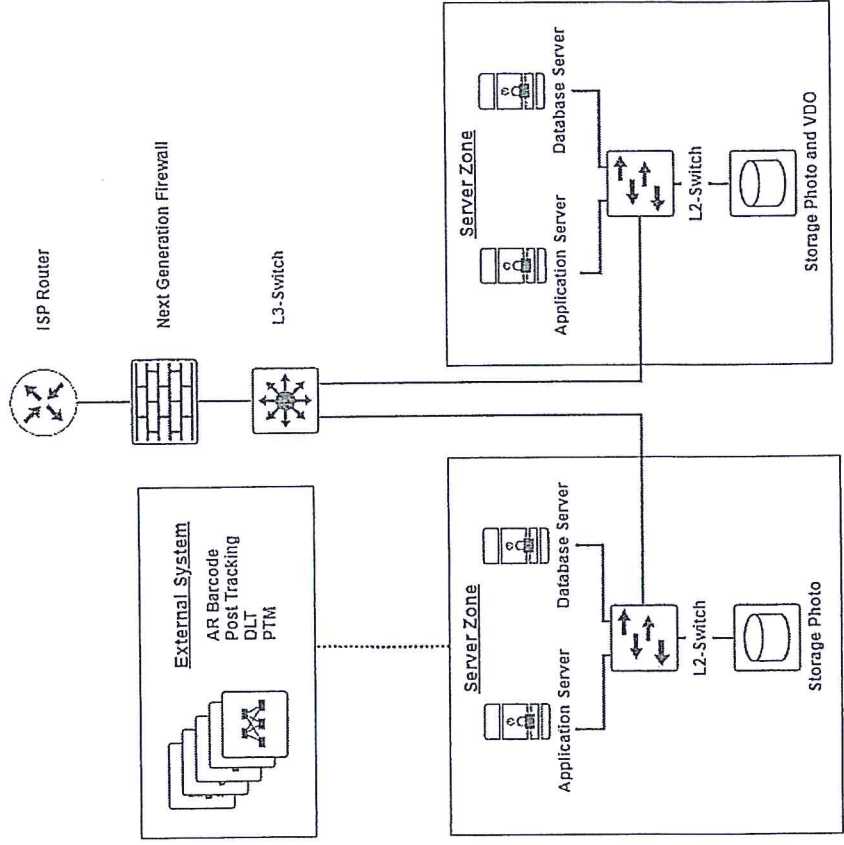 ISP Router
Next Generation Firewall
L3-Switch
External System
AR Barcode
Post Tracking
DLT
PTM
Server Zone
Application Server
Database Server
L2-Switch
Storage Photo
Server Zone
Application Server
Database Server
L2-Switch
Storage Photo and VDO